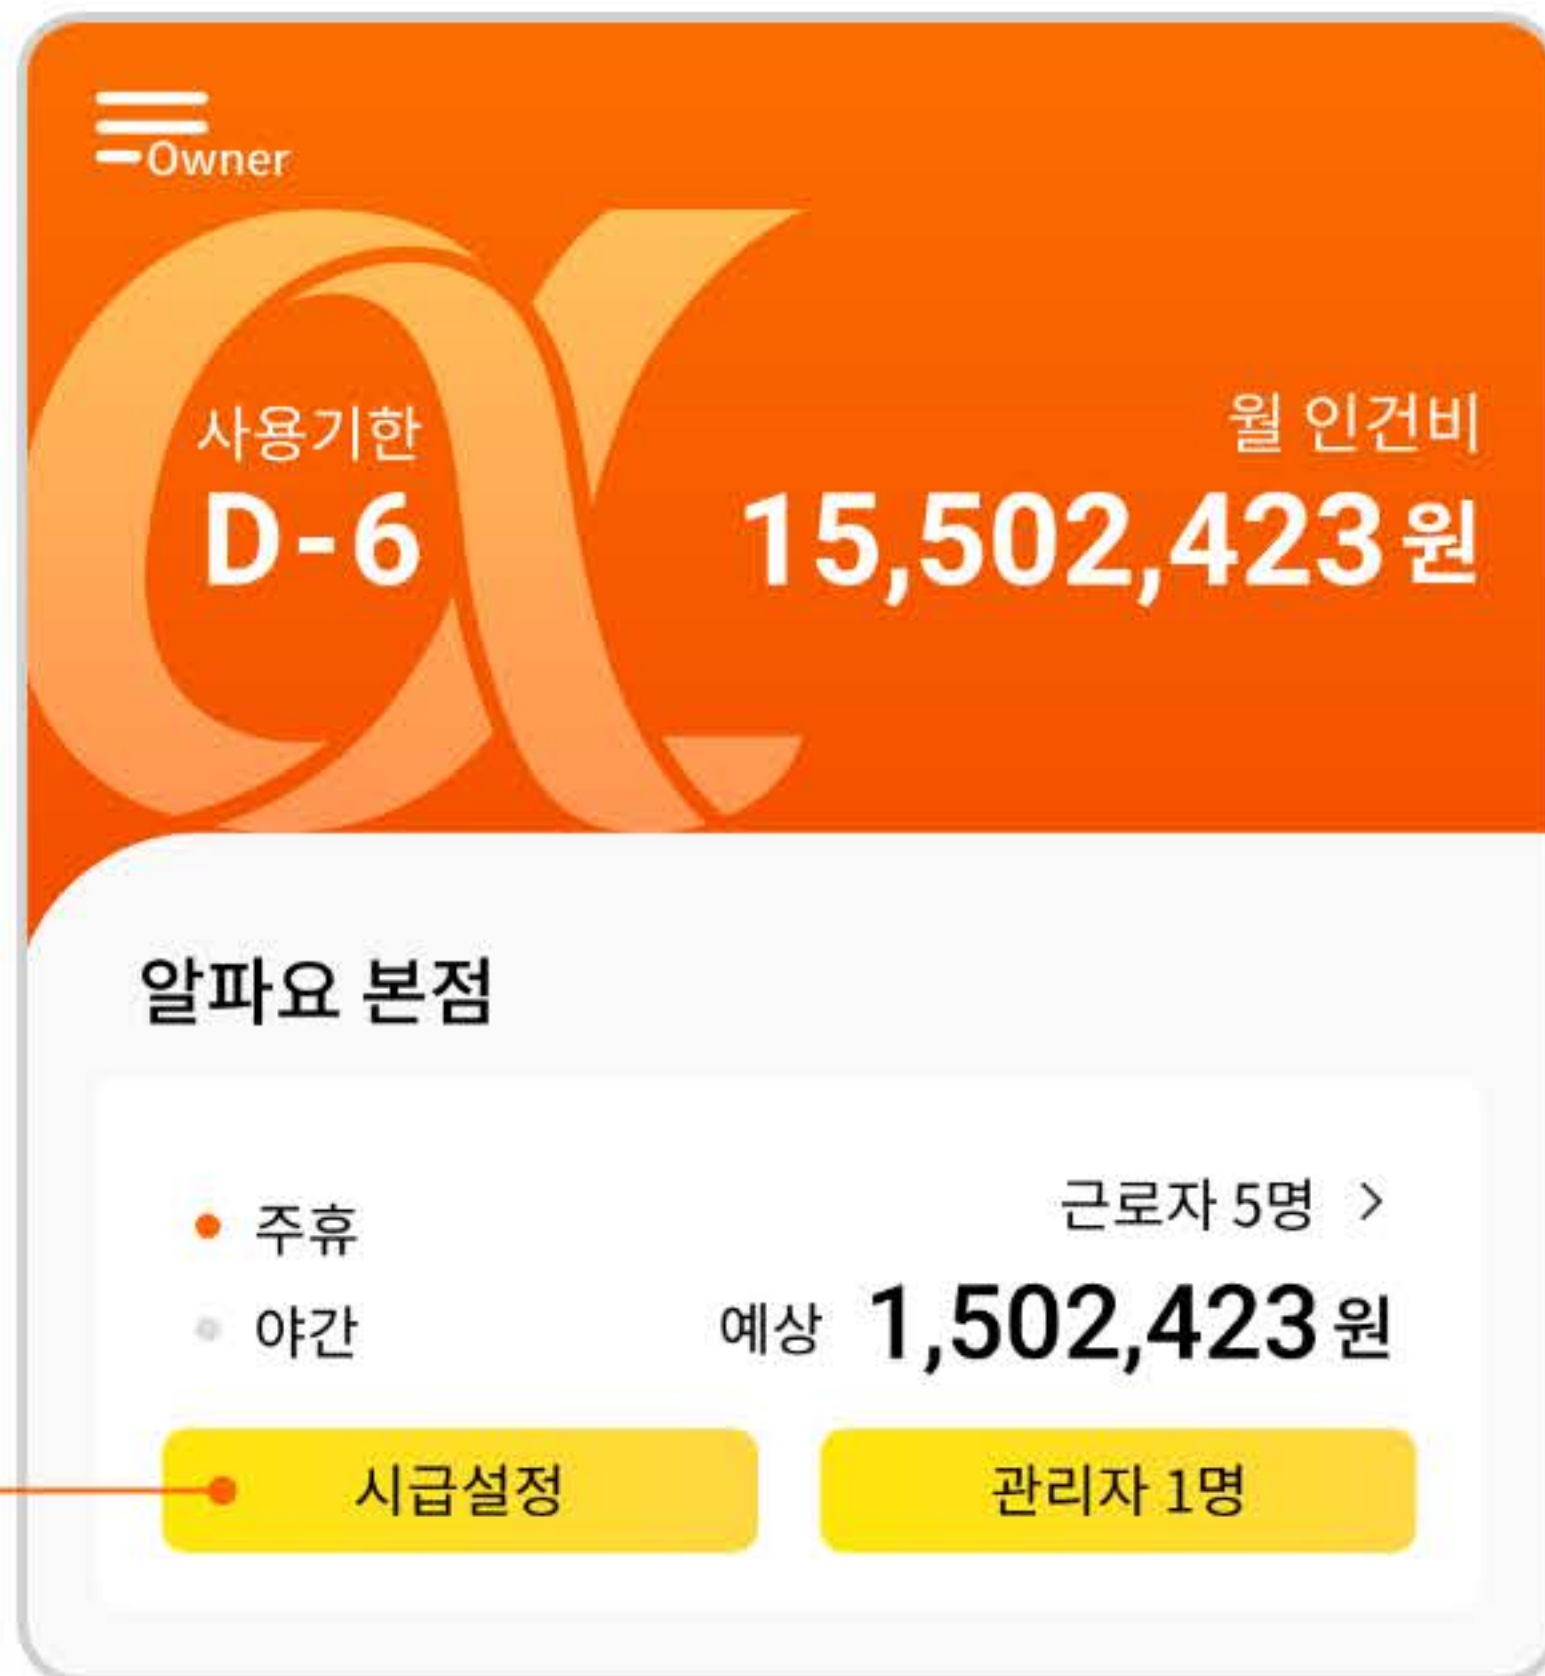 Owner
사용기한
D-6
월 인건비
15,502,423원
알파요 본점
주휴
근로자 5명 >
야간
예상 1,502,423원
시급설정
관리자 1명